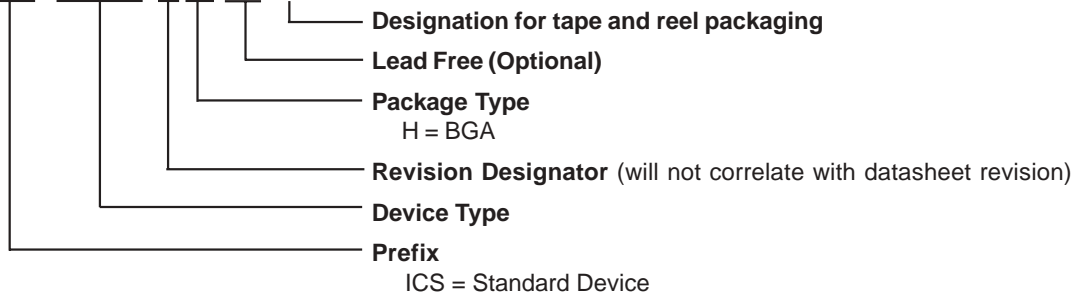 Designation for tape and reel packaging
Lead Free (Optional)
Package Type
H = BGA
Revision Designator (will not correlate with datasheet revision)
Device Type
Prefix
ICS = Standard Device